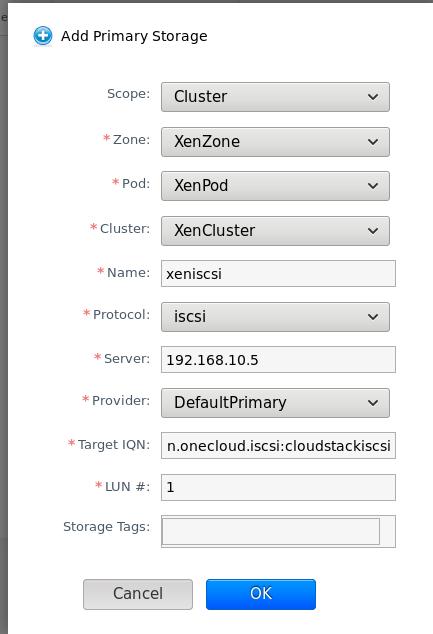 Add Primary Storage
Scope: Cluster
* Zone: XenZone
* Pod: XenPod
* Cluster: XenCluster
* Name: xeniscsi
* Protocol: iscsi
* Server: 192.168.10.5
* Provider: DefaultPrimary
* Target IQN: n.onecloud.iscsi:cloudstackiscsi
* LUN #: 1
Storage Tags:
Cancel OK